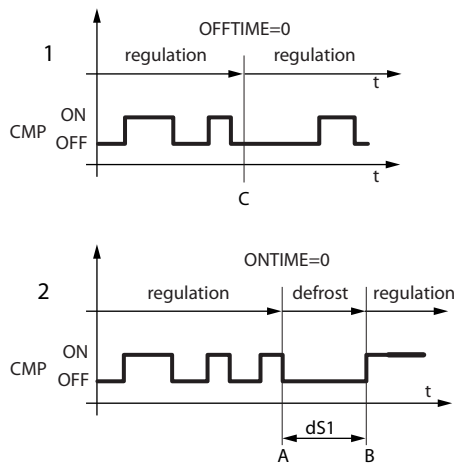 OFFTIME=0
1
regulation regulation
t
ON
CMP
OFF
t
C
ONTIME=0
2
regulation defrost regulation
ON
CMP
OFF
t
dS1
A B